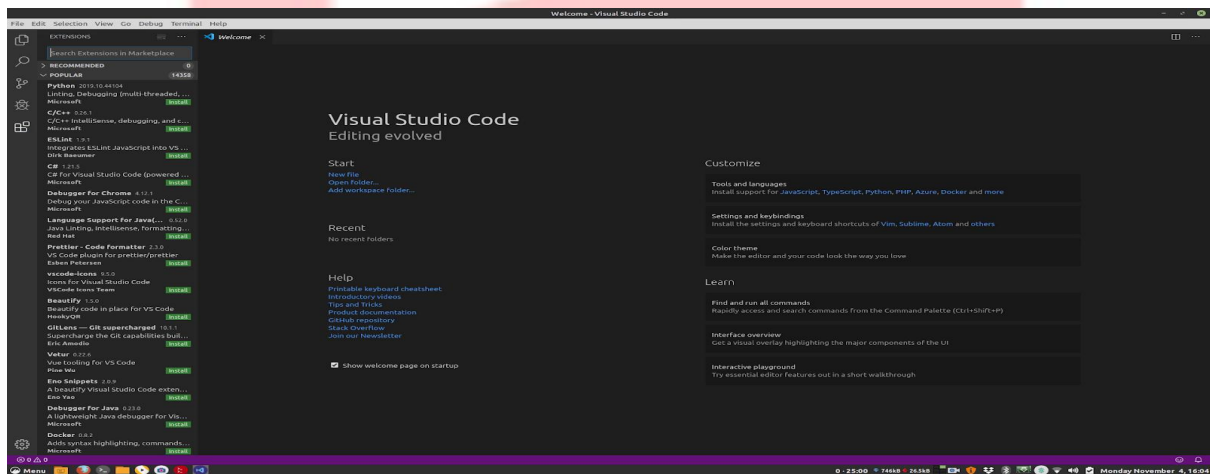 Welcome - Visual Studio Code
File Edit Selection View Go Debug Terminal Help
EXTENSIONS
Welcome
Search Extensions in Marketplace
RECOMMENDED 0
POPULAR 14358
Python 2019.10.44104
Linting, Debugging (multi-threaded, ...
Microsoft Install
C/C++ 0.26.1
C/C++ IntelliSense, debugging, and c...
Microsoft Install
ESLint 1.9.1
Integrates ESLint JavaScript into VS ...
Dirk Baeumer Install
C# 1.21.5
C# for Visual Studio Code (powered ...
Microsoft Install
Debugger for Chrome 4.12.1
Debug your JavaScript code in the C...
Microsoft Install
Language Support for Java(... 0.52.0
Java Linting, Intellisense, formatting...
Red Hat Install
Prettier - Code formatter 2.3.0
VS Code plugin for prettier/prettier
Esben Petersen Install
vscode-icons 9.5.0
Icons for Visual Studio Code
VSCode Icons Team Install
Beautify 1.5.0
Beautify code in place for VS Code
HookyQR Install
GitLens — Git supercharged 10.1.1
Supercharge the Git capabilities buil...
Eric Amodio Install
Vetur 0.22.6
Vue tooling for VS Code
Pine Wu Install
Eno Snippets 2.0.9
A beautify Visual Studio Code exten...
Eno Yao Install
Debugger for Java 0.23.0
A lightweight Java debugger for Vis...
Microsoft Install
Docker 0.8.2
Adds syntax highlighting, commands...
Microsoft Install
Visual Studio Code
Editing evolved
Start
New file
Open folder...
Add workspace folder...
Recent
No recent folders
Help
Printable keyboard cheatsheet
Introductory videos
Tips and Tricks
Product documentation
GitHub repository
Stack Overflow
Join our Newsletter
Show welcome page on startup
Customize
Tools and languages
Install support for JavaScript, TypeScript, Python, PHP, Azure, Docker and more
Settings and keybindings
Install the settings and keyboard shortcuts of Vim, Sublime, Atom and others
Color theme
Make the editor and your code look the way you love
Learn
Find and run all commands
Rapidly access and search commands from the Command Palette (Ctrl+Shift+P)
Interface overview
Get a visual overlay highlighting the major components of the UI
Interactive playground
Try essential editor features out in a short walkthrough
0 0
Menu
0 - 25:00 746kB 26.5kB Monday November 4, 16:04